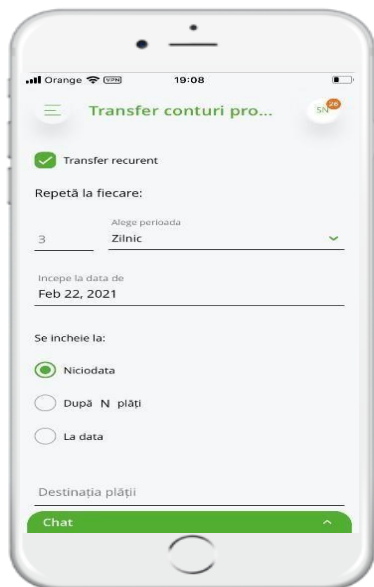 Orange VPN 19:08
Transfer conturi pro... SN 26
Transfer recurent
Repetă la fiecare:
Alege perioada
3 Zilnic
Incepe la data de
Feb 22, 2021
Se incheie la:
Niciodata
După N plăți
La data
Destinația plății
Chat